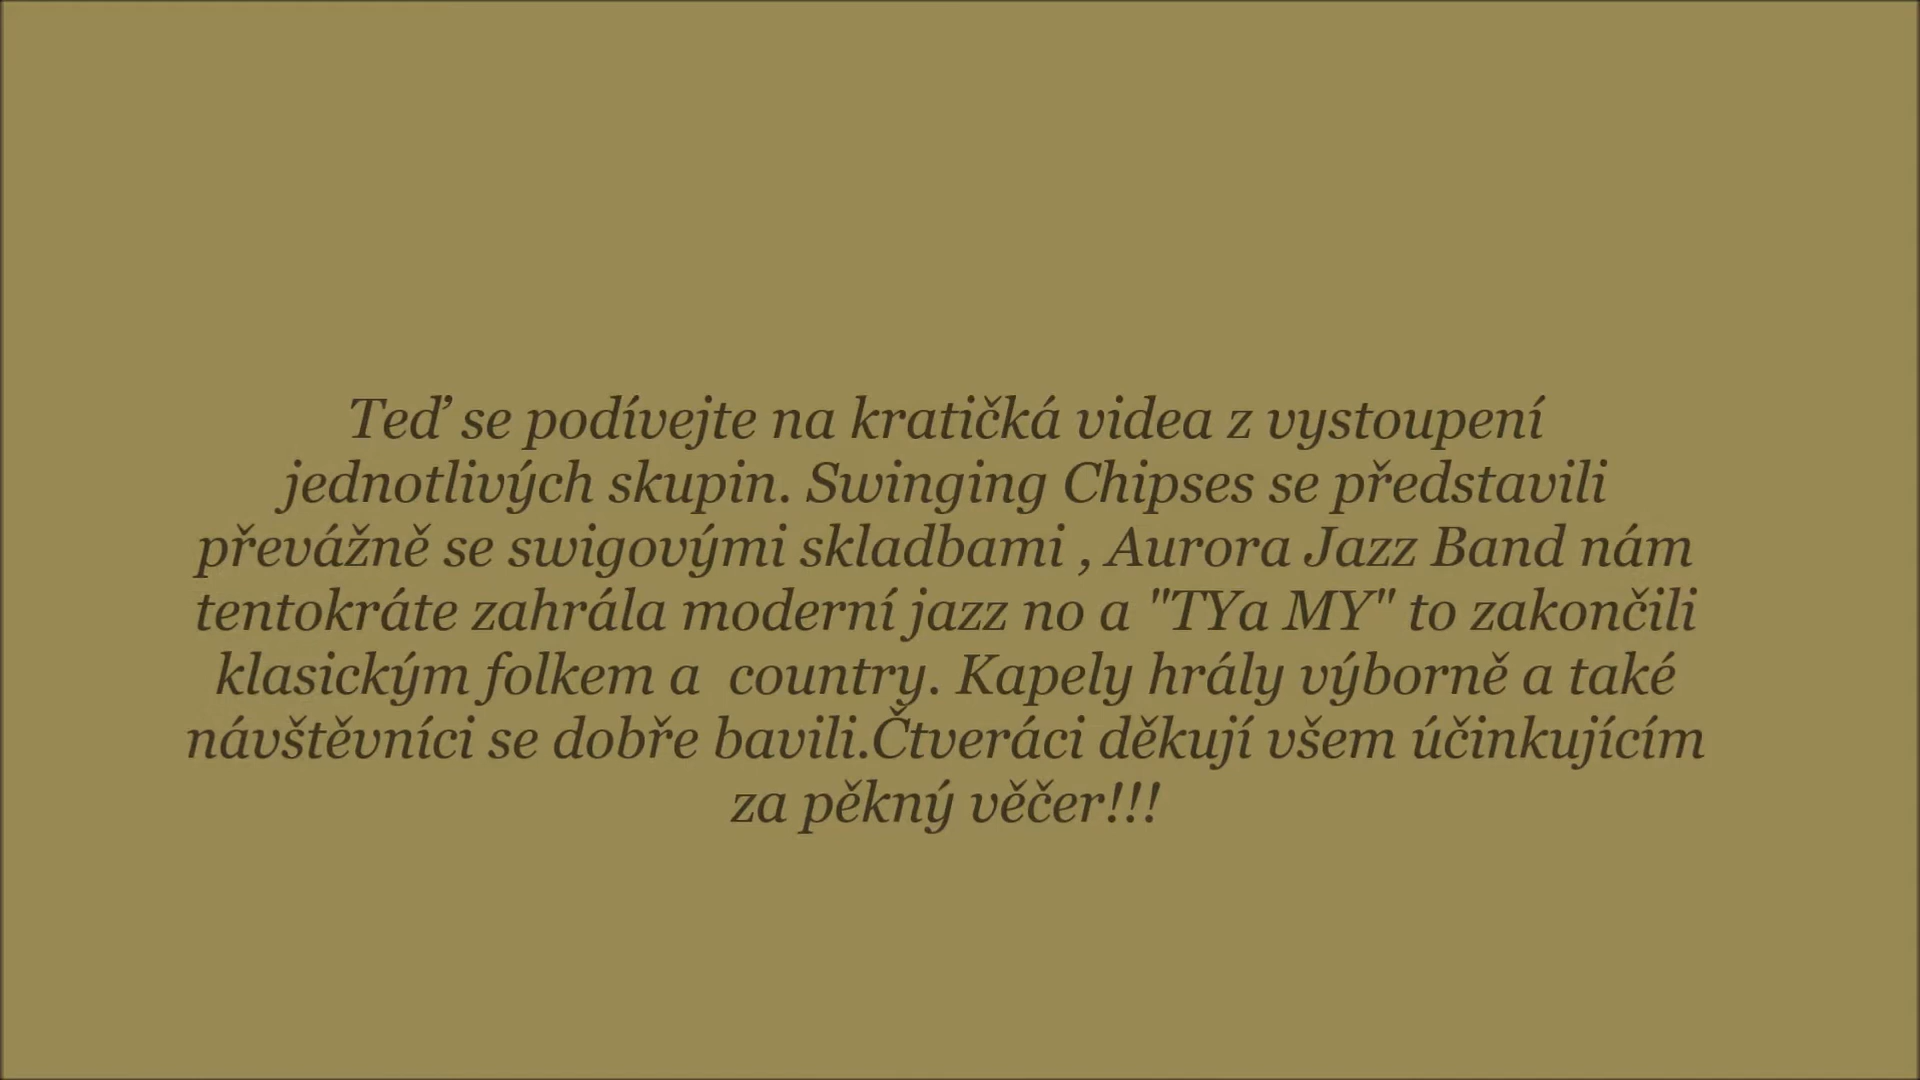 Teď se podívejte na kratičká videa z vystoupení
jednotlivých skupin. Swinging Chipses se představili
převážně se swigovými skladbami , Aurora Jazz Band nám
tentokráte zahrála moderní jazz no a "TYa MY" to zakončili
klasickým folkem a  country. Kapely hrály výborně a také
návštěvníci se dobře bavili.Čtveráci děkují všem účinkujícím
za pěkný věčer!!!